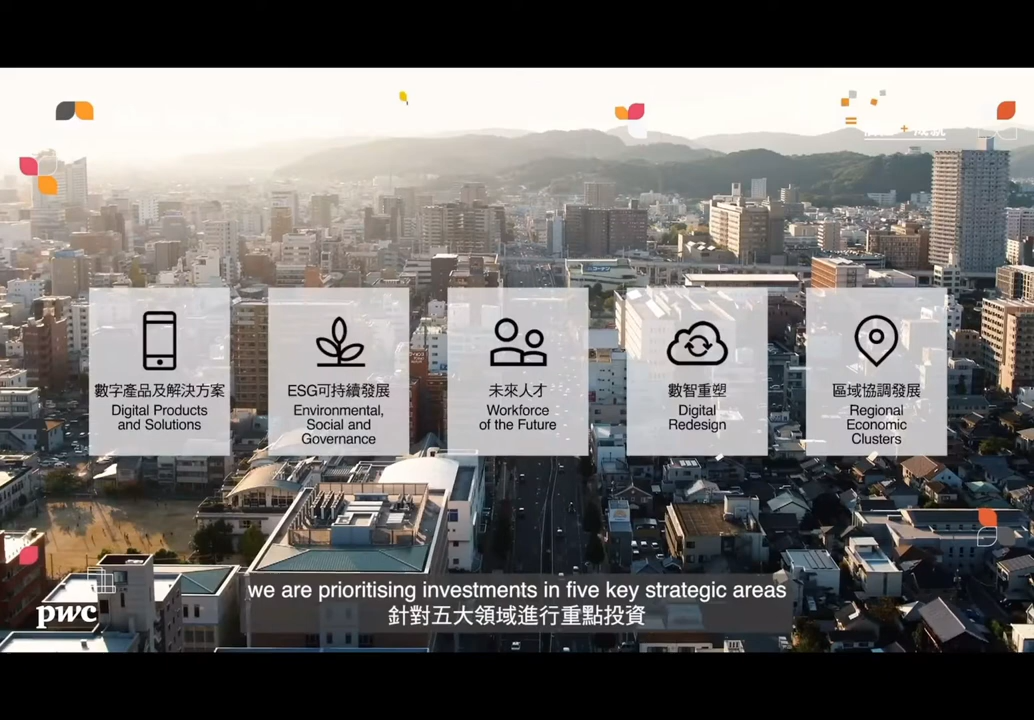 數字產品及解決方案
Digital Products
and Solutions
ESG可持續發展
Environmental,
Social and
Governance
未來人才
Workforce
of the Future
數智重塑
Digital
Redesign
區域協調發展
Regional
Economic
Clusters
we are prioritising investments in five key strategic areas
針對五大領域進行重點投資
pwc